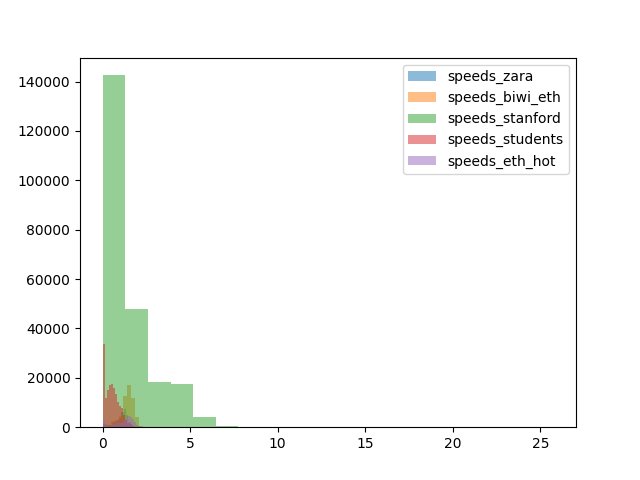 140000
120000
100000
80000
60000
40000
20000
0
0 5 10 15 20 25
speeds_zara
speeds_biwi_eth
speeds_stanford
speeds_students
speeds_eth_hot